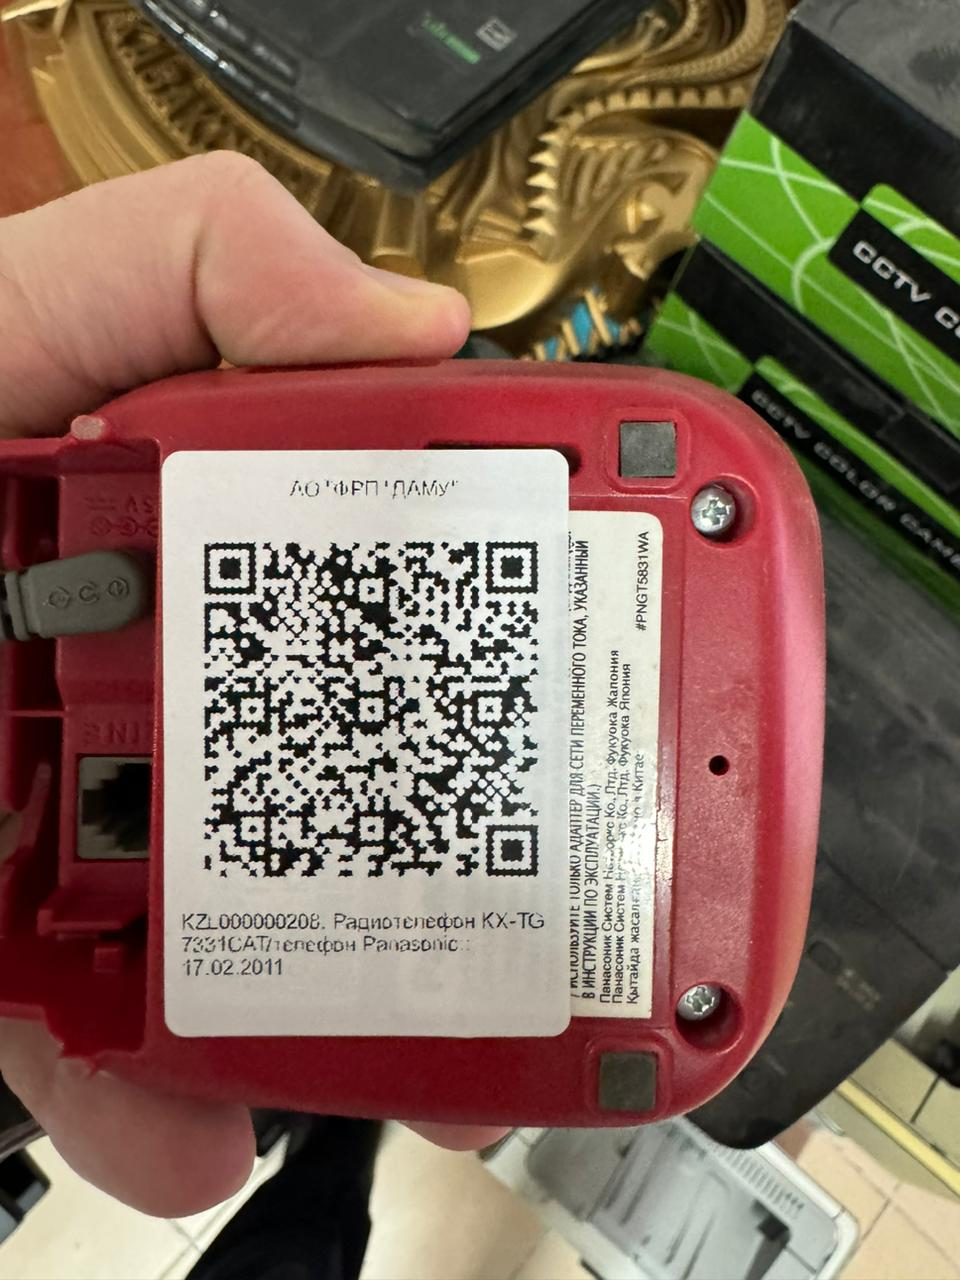 АО "ФРП "ДАМУ"
KZL000000208. Радиотелефон KX-TG
7331CAT/телефон Panasonic :
17.02.2011
ИСПОЛЬЗУЙТЕ ТОЛЬКО АДАПТЕР ДЛЯ СЕТИ ПЕРЕМЕННОГО ТОКА, УКАЗАННЫЙ
В ИНСТРУКЦИИ ПО ЭКСПЛУАТАЦИИ.)
Панасоник Систем Нетворкс Ко., Лтд. Фукуока Жапония
Панасоник Систем Нетворкс Ко., Лтд. Фукуока Япония
Қытайда жасалған Китае
#PNGT5831WA
CCTV
CCTV COLOR